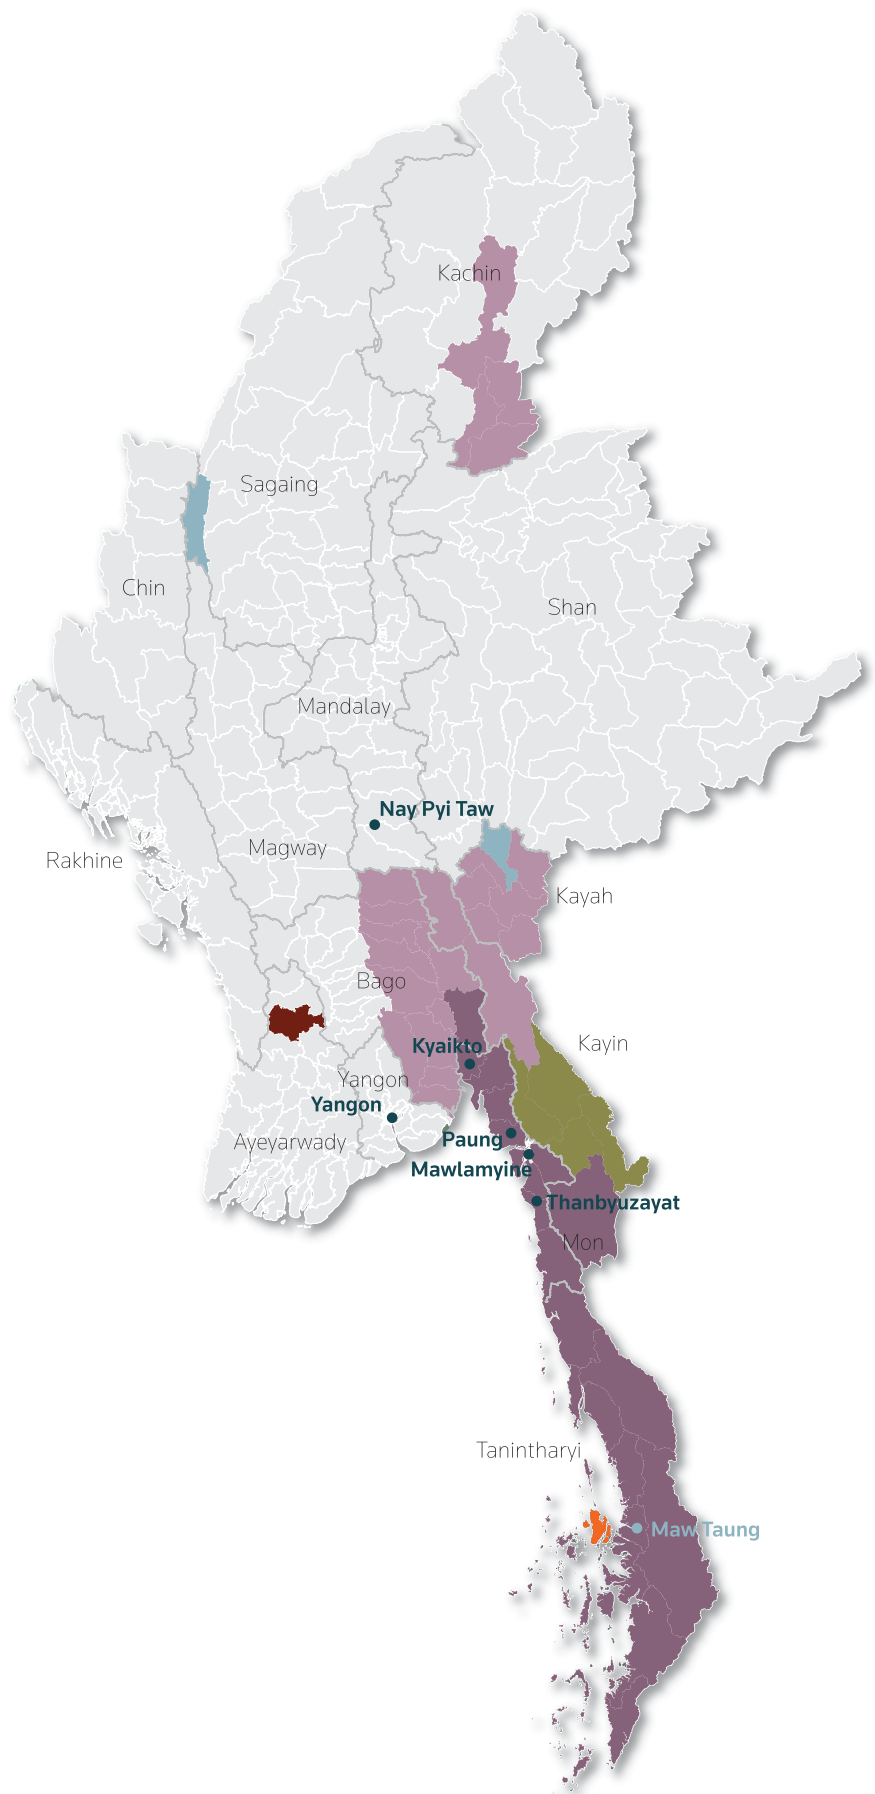 Kachin
Sagaing
Chin
Shan
Mandalay
Nay Pyi Taw
Magway
Rakhine
Kayah
Bago
Kayin
Kyaikto
Yangon
Yangon
Paung
Ayeyarwady
Mawlamyine
Thanbyuzayat
Mon
Tanintharyi
Maw Taung